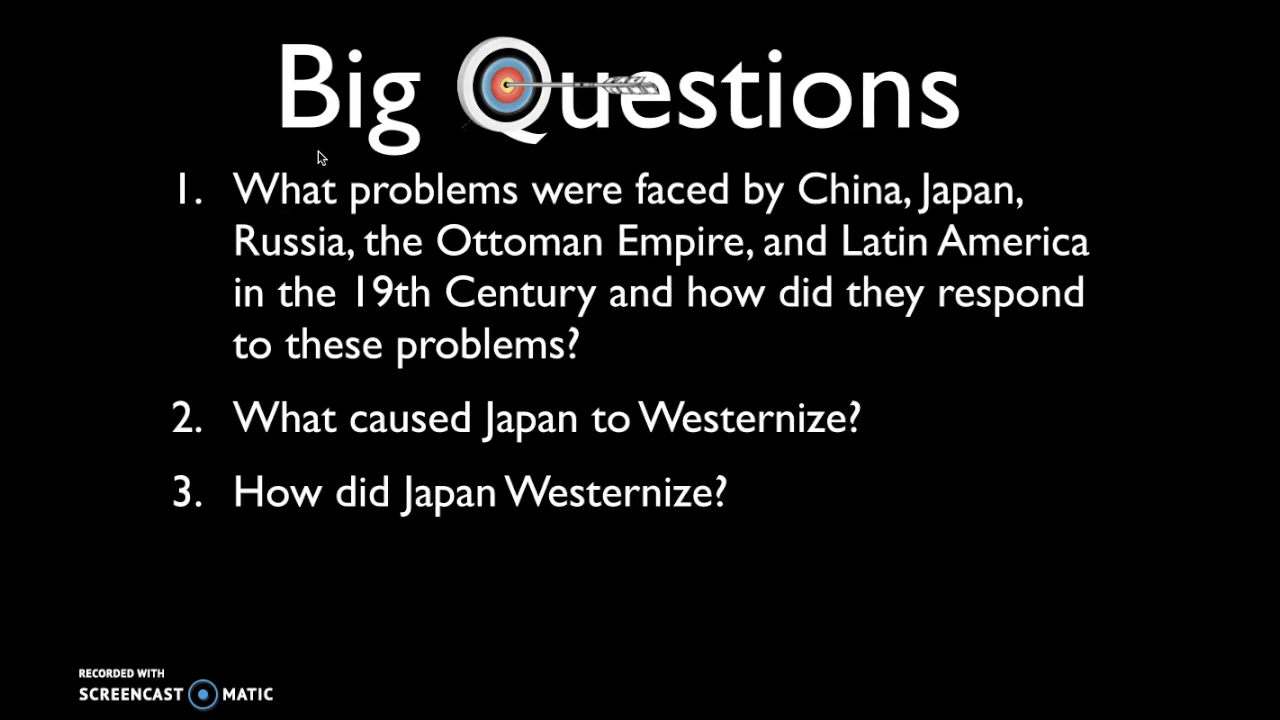 Big Questions
1. What problems were faced by China, Japan,
Russia, the Ottoman Empire, and Latin America
in the 19th Century and how did they respond
to these problems?
2. What caused Japan to Westernize?
3. How did Japan Westernize?
RECORDED WITH
SCREENCAST MATIC